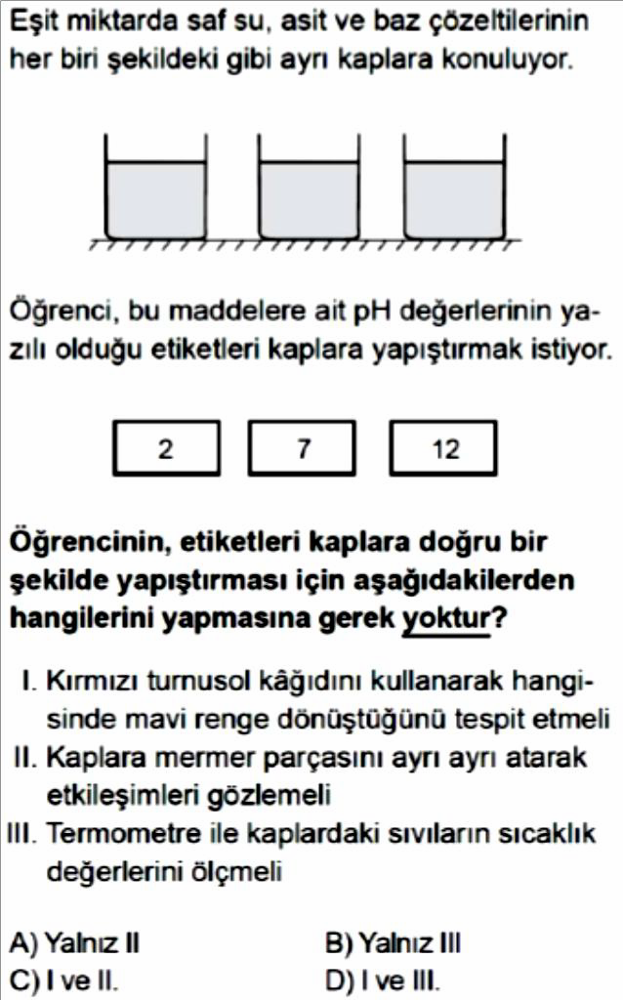 Eşit miktarda saf su, asit ve baz çözeltilerinin
her biri şekildeki gibi ayrı kaplara konuluyor.
Öğrenci, bu maddelere ait pH değerlerinin ya-
zılı olduğu etiketleri kaplara yapıştırmak istiyor.
2 7 12
Öğrencinin, etiketleri kaplara doğru bir
şekilde yapıştırması için aşağıdakilerden
hangilerini yapmasına gerek yoktur?
I. Kırmızı turnusol kâğıdını kullanarak hangi-
sinde mavi renge dönüştüğünü tespit etmeli
II. Kaplara mermer parçasını ayrı ayrı atarak
etkileşimleri gözlemeli
III. Termometre ile kaplardaki sıvıların sıcaklık
değerlerini ölçmeli
A) Yalnız II B) Yalnız III
C) I ve II. D) I ve III.